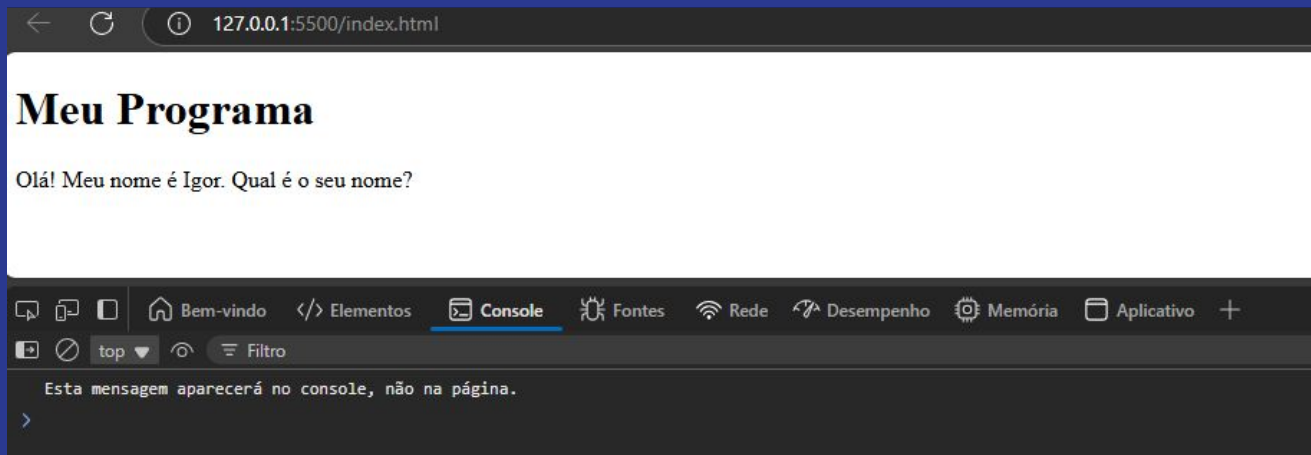 127.0.0.1:5500/index.html
Meu Programa
Olá! Meu nome é Igor. Qual é o seu nome?
Bem-vindo </> Elementos Console Fontes Rede Desempenho Memória Aplicativo +
top Filtro
Esta mensagem aparecerá no console, não na página.
>